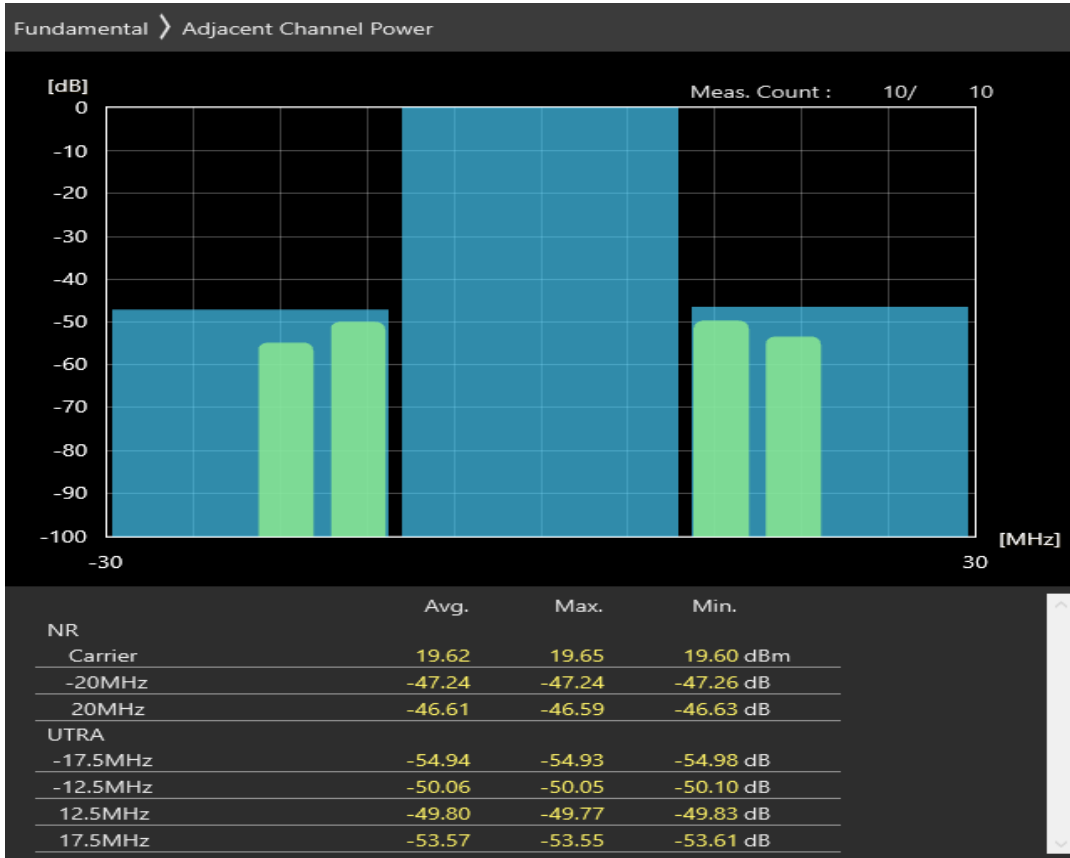 Fundamental 》 Adjacent Channel Power
[dB]
Meas. Count : 10/ 10
0
-10
-20
-30
-40
-50
-60
-70
-80
-90
-100
[MHz]
-30 30
Avg. Max. Min.
NR
Carrier 19.62 19.65 19.60 dBm
-20MHz -47.24 -47.24 -47.26 dB
20MHz -46.61 -46.59 -46.63 dB
UTRA
-17.5MHz -54.94 -54.93 -54.98 dB
-12.5MHz -50.06 -50.05 -50.10 dB
12.5MHz -49.80 -49.77 -49.83 dB
17.5MHz -53.57 -53.55 -53.61 dB